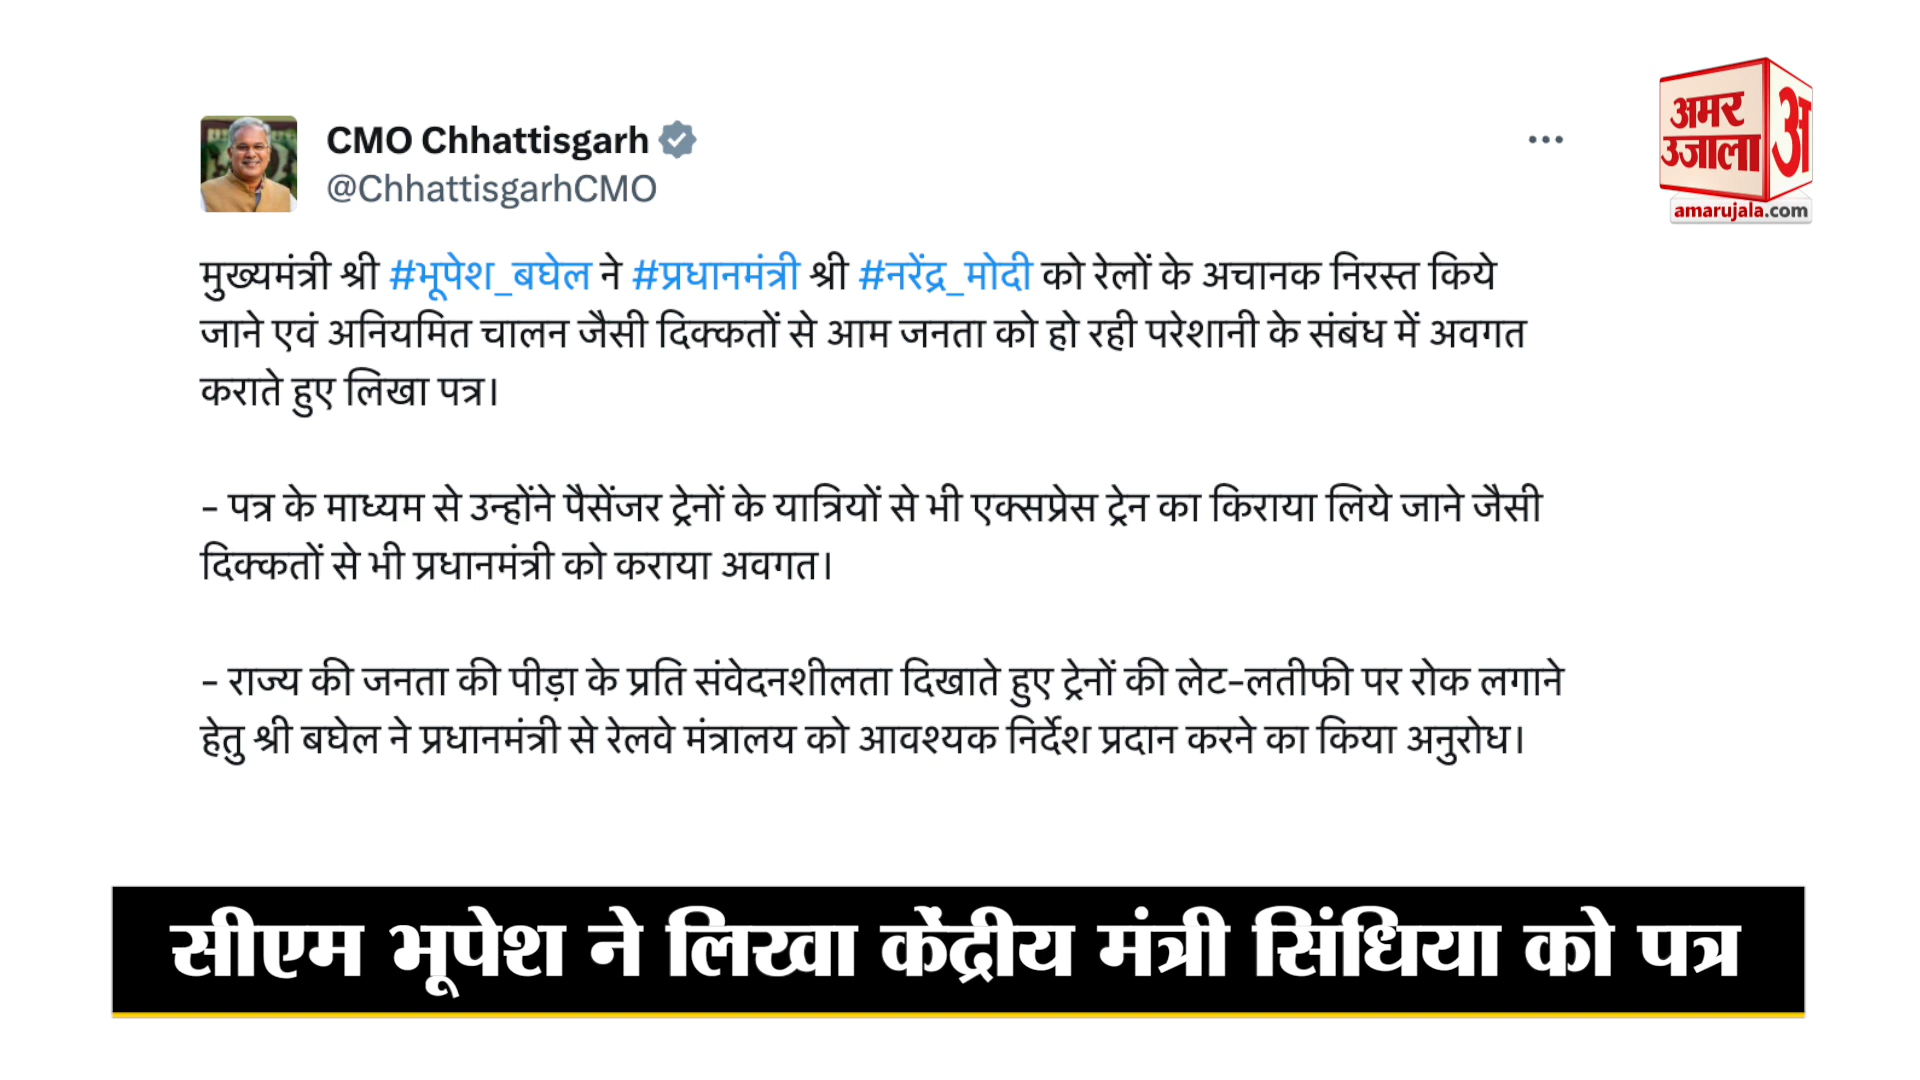 CMO Chhattisgarh
@ChhattisgarhCMO
अमर
उजाला
अ
amarujala.com
मुख्यमंत्री श्री #भूपेश_बघेल ने #प्रधानमंत्री श्री #नरेंद्र_मोदी को रेलों के अचानक निरस्त किये
जाने एवं अनियमित चालन जैसी दिक्कतों से आम जनता को हो रही परेशानी के संबंध में अवगत
कराते हुए लिखा पत्र।
- पत्र के माध्यम से उन्होंने पैसेंजर ट्रेनों के यात्रियों से भी एक्सप्रेस ट्रेन का किराया लिये जाने जैसी
दिक्कतों से भी प्रधानमंत्री को कराया अवगत।
- राज्य की जनता की पीड़ा के प्रति संवेदनशीलता दिखाते हुए ट्रेनों की लेट-लतीफी पर रोक लगाने
हेतु श्री बघेल ने प्रधानमंत्री से रेलवे मंत्रालय को आवश्यक निर्देश प्रदान करने का किया अनुरोध।
सीएम भूपेश ने लिखा केंद्रीय मंत्री सिंधिया को पत्र